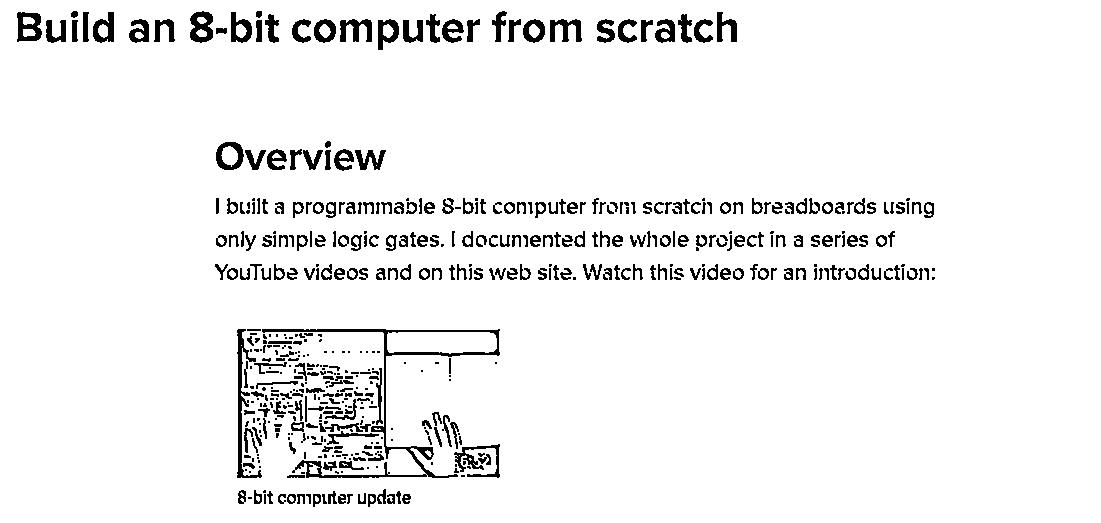 Build an 8-bit computer from scratch
Overview
I built a programmable 8-bit computer from scratch on breadboards using
only simple logic gates. I documented the whole project in a series of
YouTube videos and on this web site. Watch this video for an introduction:
8-bit computer update